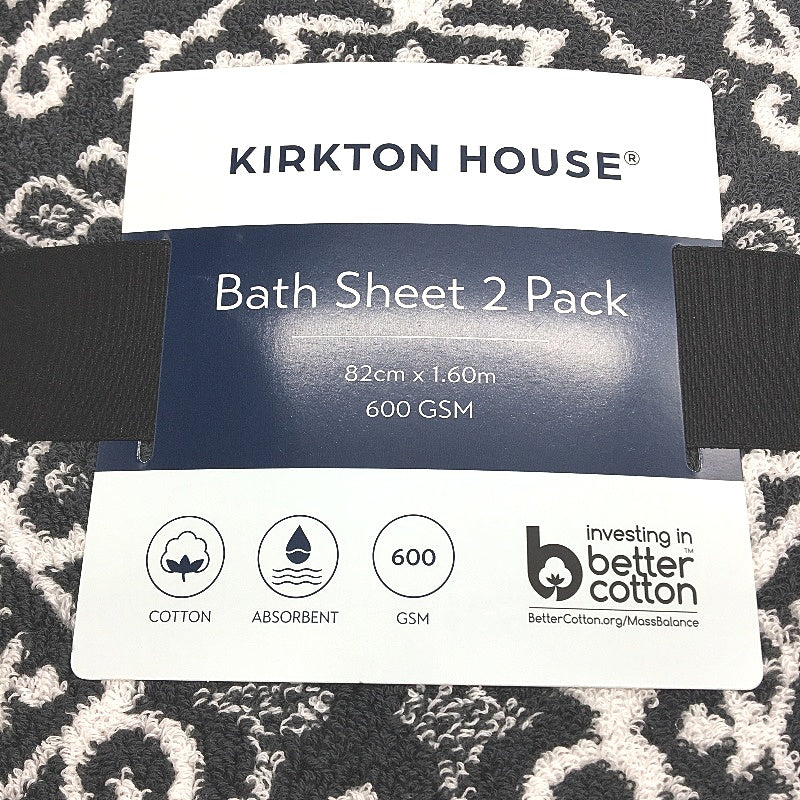 KIRKTON HOUSE®
Bath Sheet 2 Pack
82cm x 1.60m
600 GSM
COTTON
ABSORBENT
600
GSM
investing in
better™
cotton
BetterCotton.org/MassBalance